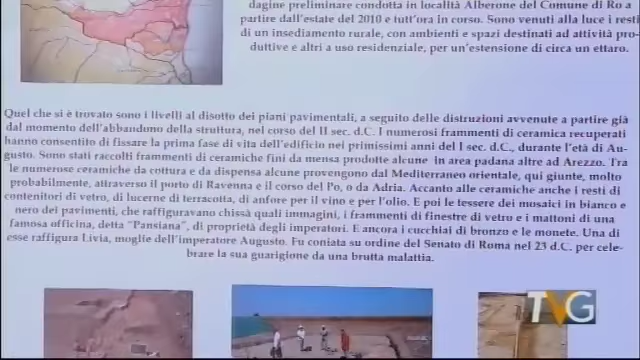 dagine preliminare condotta in località Alberone del Comune di Ro a
partire dall'estate del 2010 e tutt'ora in corso. Sono venuti alla luce i resti
di un insediamento rurale, con ambienti e spazi destinati ad attività pro-
duttive e altri a uso residenziale, per un'estensione di circa un ettaro.
Quel che si è trovato sono i livelli al disotto dei piani pavimentali, a seguito delle distruzioni avvenute a partire già
dal momento dell'abbandono della struttura, nel corso del II sec. d.C. I numerosi frammenti di ceramica recuperati
hanno consentito di fissare la prima fase di vita dell'edificio nei primissimi anni del I sec. d.C., durante l'età di Au-
gusto. Sono stati raccolti frammenti di ceramiche fini da mensa prodotte alcune in area padana altre ad Arezzo. Tra
le numerose ceramiche da cottura e da dispensa alcune provengono dal Mediterraneo orientale, qui giunte, molto
probabilmente, attraverso il porto di Ravenna e il corso del Po, o da Adria. Accanto alle ceramiche anche i resti di
contenitori di vetro, di lucerne di terracotta, di anfore per il vino e per l'olio. E poi le tessere dei mosaici in bianco e
nero dei pavimenti, che raffiguravano chissà quali immagini, i frammenti di finestre di vetro e i mattoni di una
famosa officina, detta "Pansiana", di proprietà degli imperatori. E ancora i cucchiai di bronzo e le monete. Una di
esse raffigura Livia, moglie dell'imperatore Augusto. Fu coniata su ordine del Senato di Roma nel 23 d.C. per cele-
brare la sua guarigione da una brutta malattia.
TVG